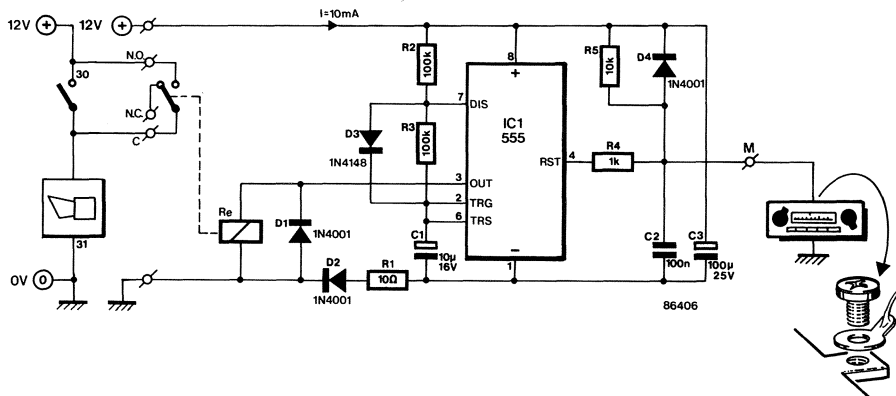 12V +
12V +
I=10mA
30
N.O.
N.C.
C
31
0V 0
Re
D1
1N4001
D2
1N4001
R1
10Ω
D3
1N4148
R2
100k
R3
100k
C1
10μ
16V
7 DIS
3 OUT
2 TRG
6 TRS
8
+
IC1
555
RST 4
−
1
R5
10k
D4
1N4001
R4
1k
M
C2
100n
C3
100μ
25V
86406